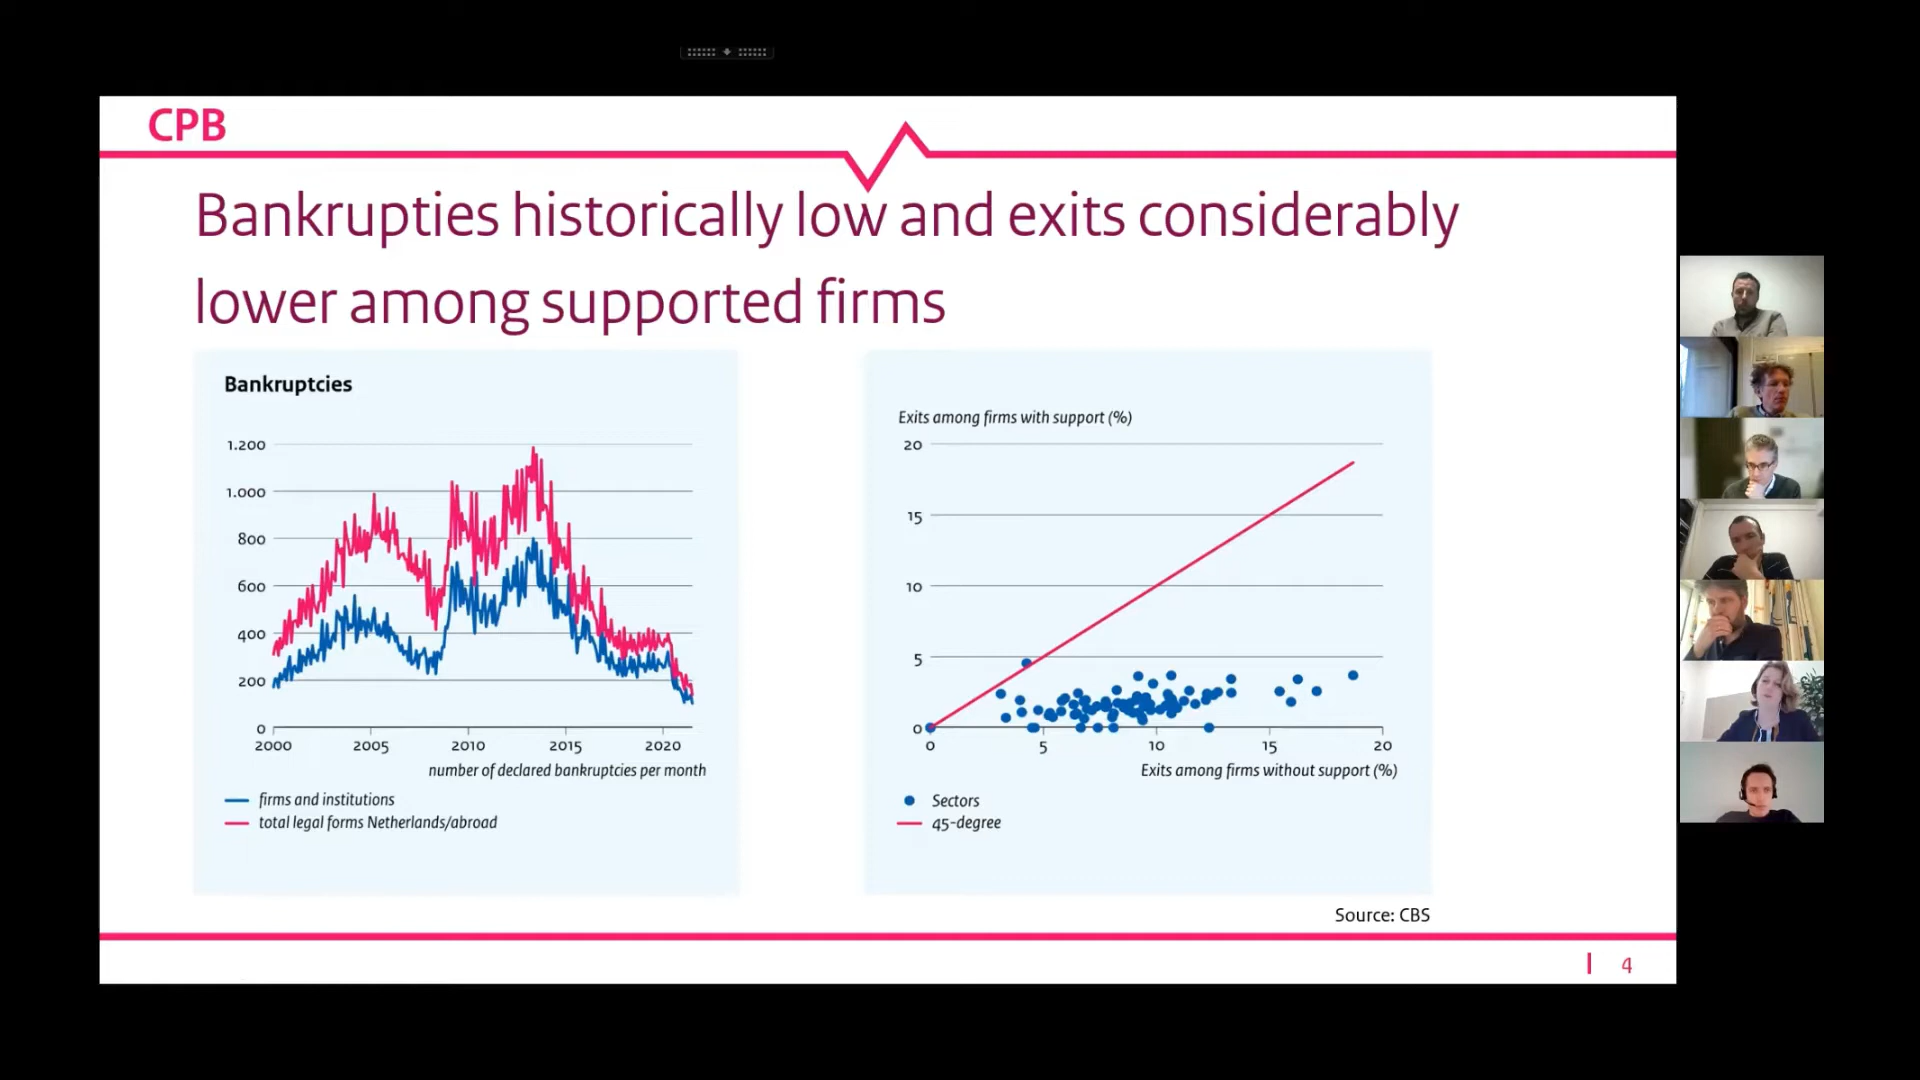 CPB
Bankrupties historically low and exits considerably
lower among supported firms
Bankruptcies
1.200
1.000
800
600
400
200
0
2000 2005 2010 2015 2020
number of declared bankruptcies per month
firms and institutions
total legal forms Netherlands/abroad
Exits among firms with support (%)
20
15
10
5
0
0 5 10 15 20
Exits among firms without support (%)
Sectors
45-degree
Source: CBS
4